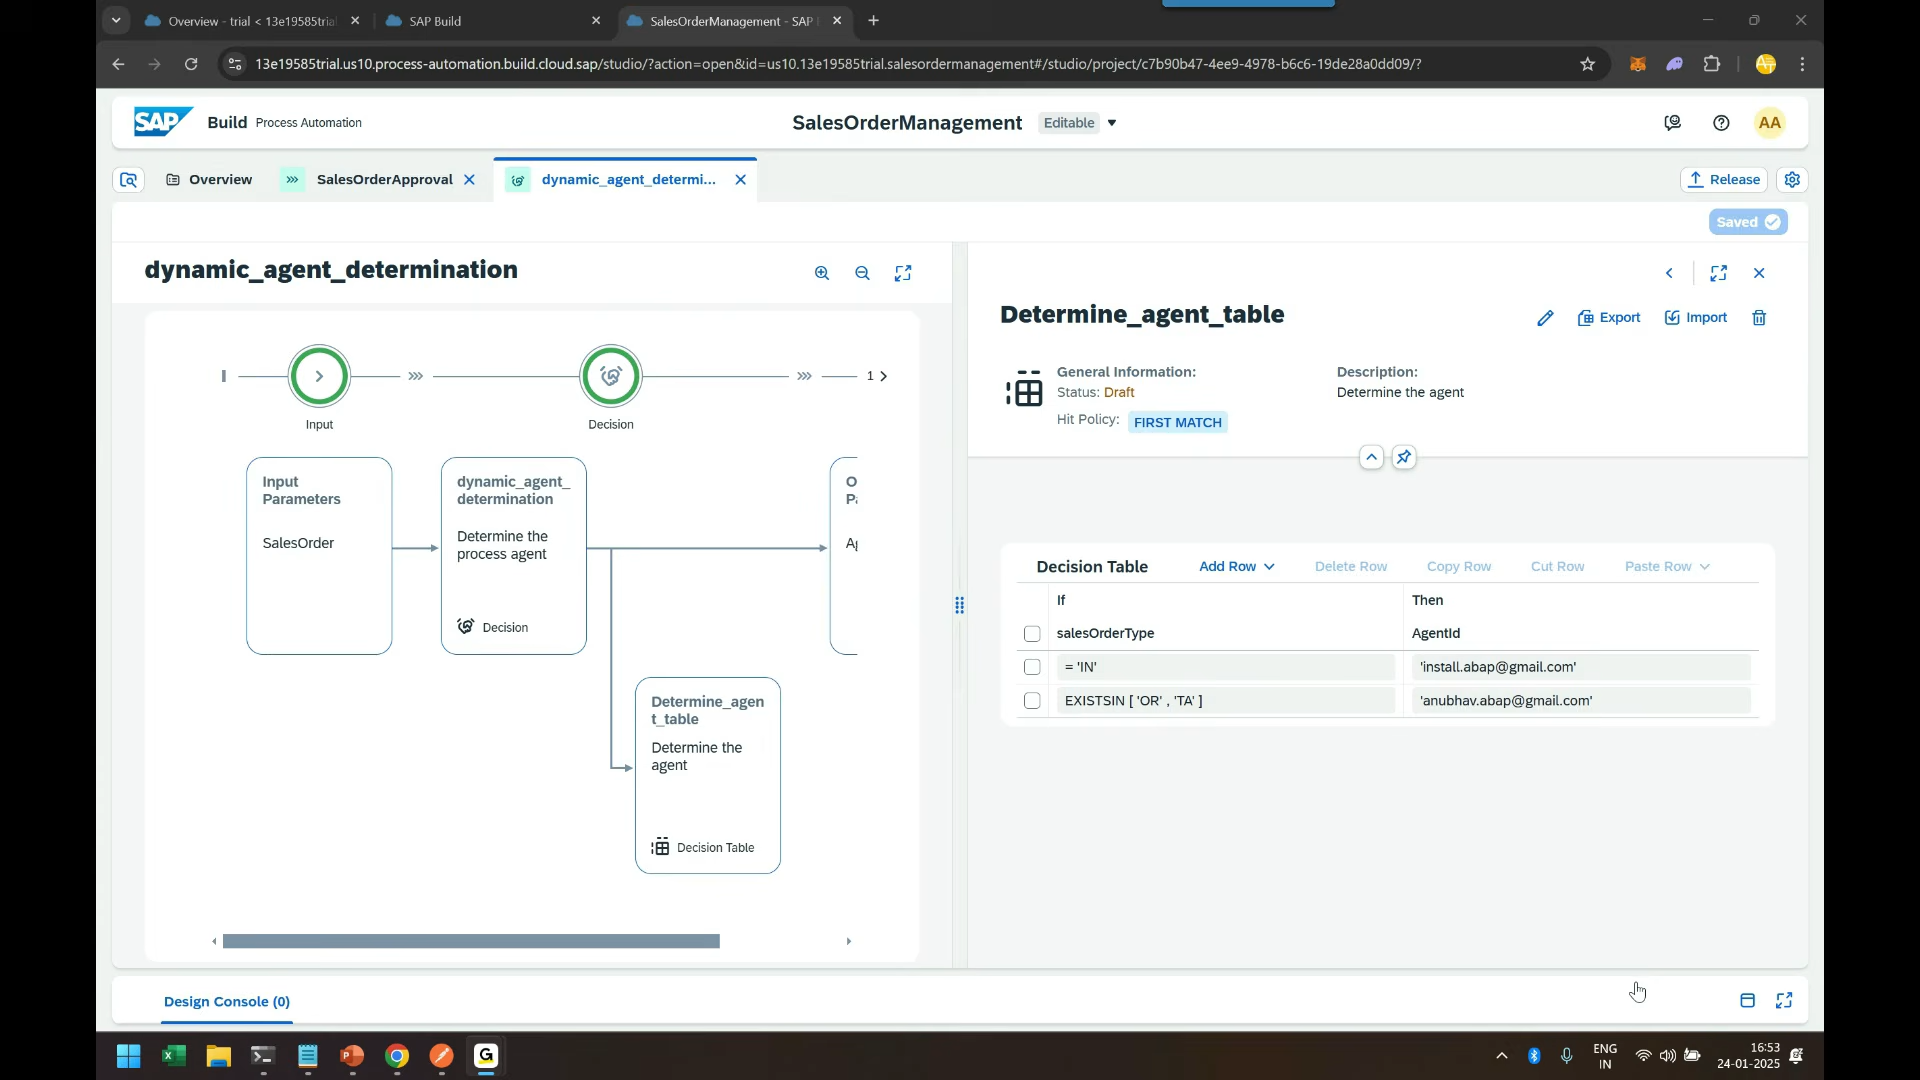 Overview - trial < 13e19585tria
SAP Build
SalesOrderManagement - SAP
13e19585trial.us10.process-automation.build.cloud.sap/studio/?action=open&id=us10.13e19585trial.salesordermanagement#/studio/project/c7b90b47-4ee9-4978-b6c6-19de28a0dd09/?
SAP Build Process Automation
SalesOrderManagement Editable
AA
Overview
SalesOrderApproval
dynamic_agent_determi...
Release
Saved
dynamic_agent_determination
1
Input
Decision
Input
Parameters
SalesOrder
dynamic_agent_
determination
Determine the
process agent
Decision
Determine_agen
t_table
Determine the
agent
Decision Table
Determine_agent_table
Export
Import
General Information:
Status: Draft
Hit Policy: FIRST MATCH
Description:
Determine the agent
Decision Table
Add Row
Delete Row
Copy Row
Cut Row
Paste Row
If
Then
salesOrderType
AgentId
= 'IN'
'install.abap@gmail.com'
EXISTSIN [ 'OR' , 'TA' ]
'anubhav.abap@gmail.com'
Design Console (0)
ENG
IN
16:53
24-01-2025